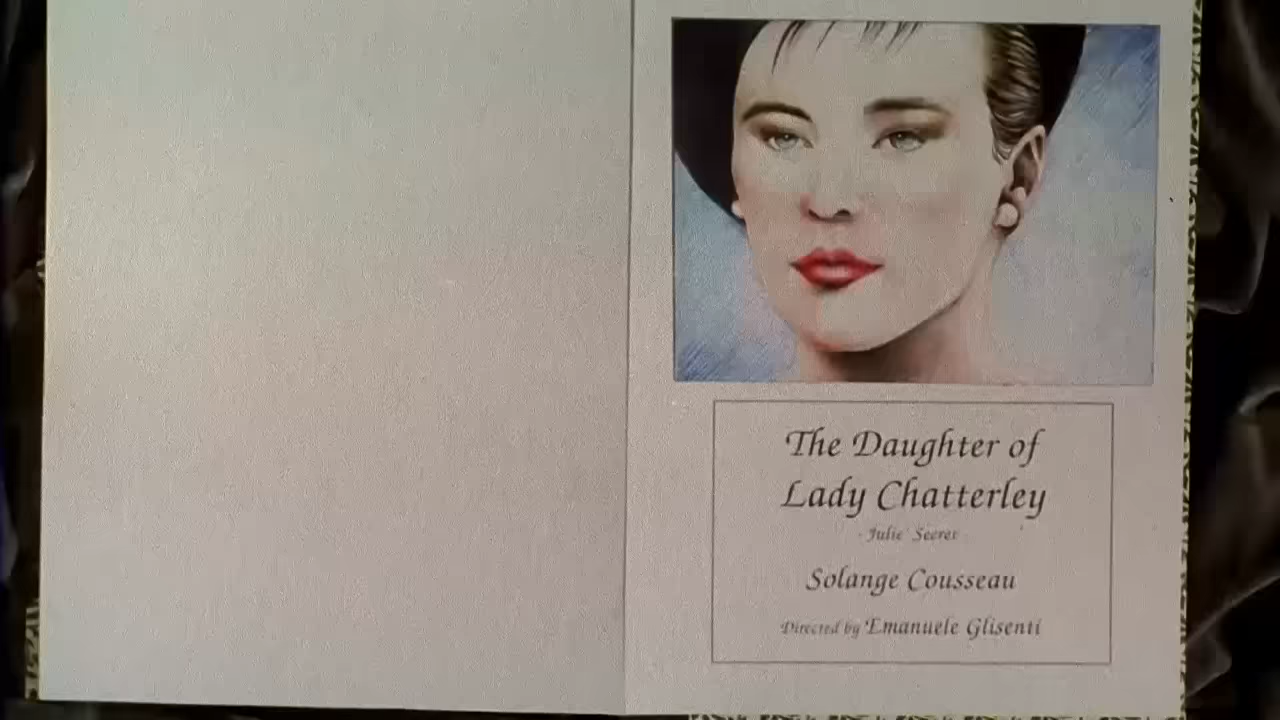 The Daughter of
Lady Chatterley
- Julie' Secret -
Solange Cousseau
Directed by Emanuele Glisenti